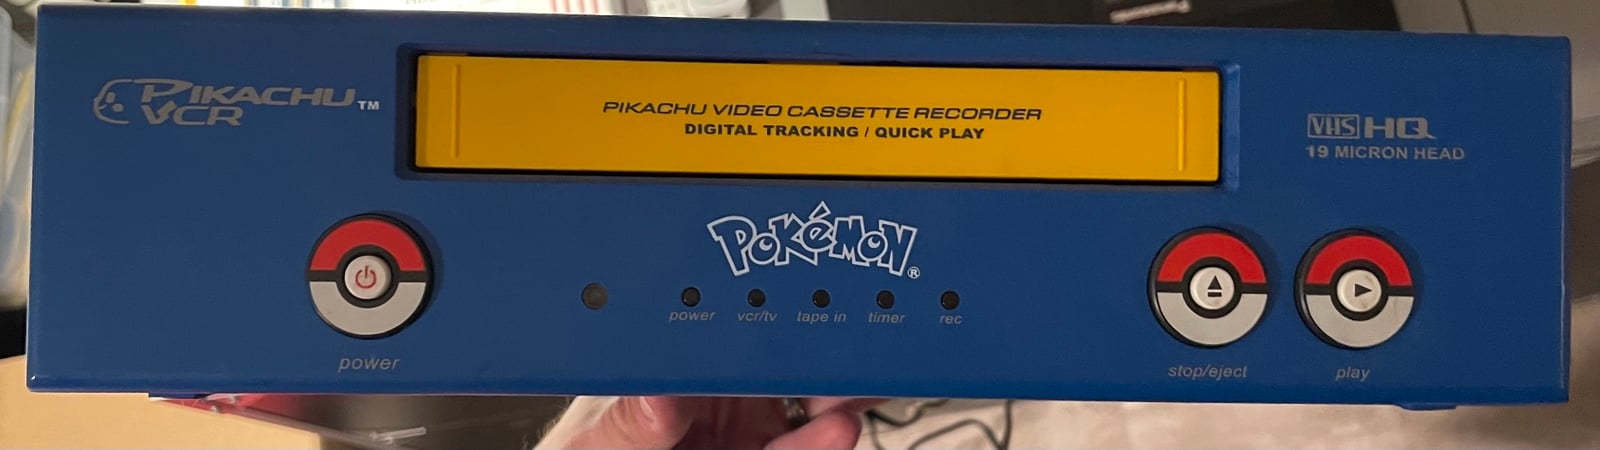 PIKACHU
VCR™
PIKACHU VIDEO CASSETTE RECORDER
DIGITAL TRACKING / QUICK PLAY
VHS HQ
19 MICRON HEAD
POKéMON®
power
power
vcr/tv
tape in
timer
rec
stop/eject
play
Panasonic